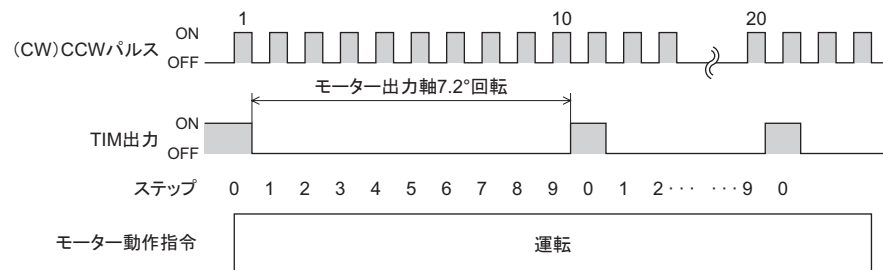 1 10 20
(CW)CCWパルス ON
OFF
モーター出力軸7.2°回転
TIM出力 ON
OFF
ステップ 0 1 2 3 4 5 6 7 8 9 0 1 2‥‥ ‥‥9 0
モーター動作指令 運転